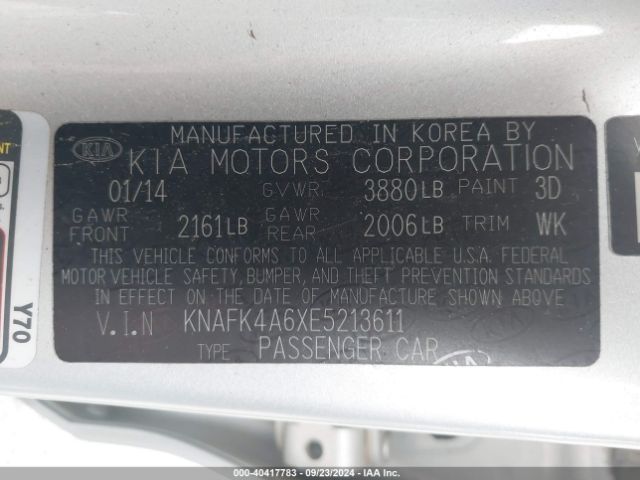 MANUFACTURED IN KOREA BY
KIA KIA MOTORS CORPORATION
01/14 GVWR 3880LB PAINT 3D
GAWR FRONT 2161LB GAWR REAR 2006LB TRIM WK
THIS VEHICLE CONFORMS TO ALL APPLICABLE U.S.A. FEDERAL
MOTOR VEHICLE SAFETY, BUMPER, AND THEFT PREVENTION STANDARDS
IN EFFECT ON THE DATE OF MANUFACTURE SHOWN ABOVE
V.I.N KNAFK4A6XE5213611
TYPE PASSENGER CAR
Y70
000-40417783 - 09/23/2024 - IAA Inc.